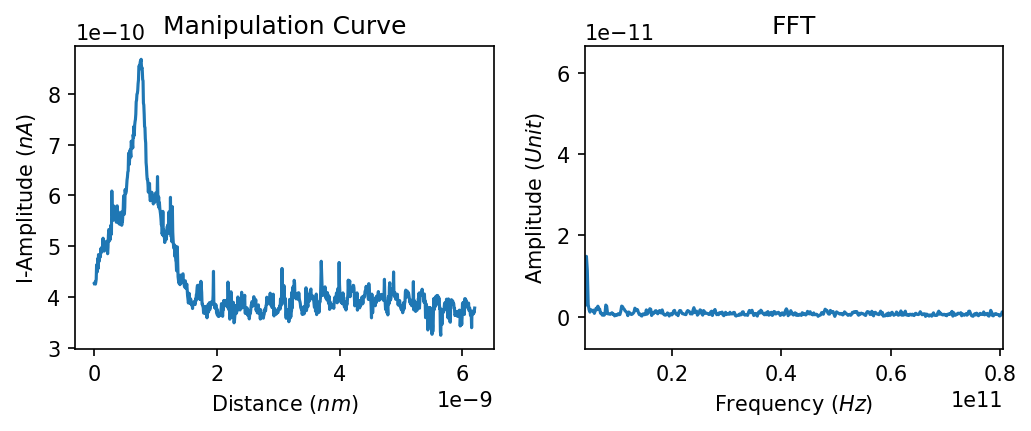 Manipulation Curve
1e−10
I-Amplitude (nA)
8
7
6
5
4
3
0
2
4
6
1e−9
Distance (nm)
FFT
1e−11
Amplitude (Unit)
6
4
2
0
0.2
0.4
0.6
0.8
1e11
Frequency (Hz)